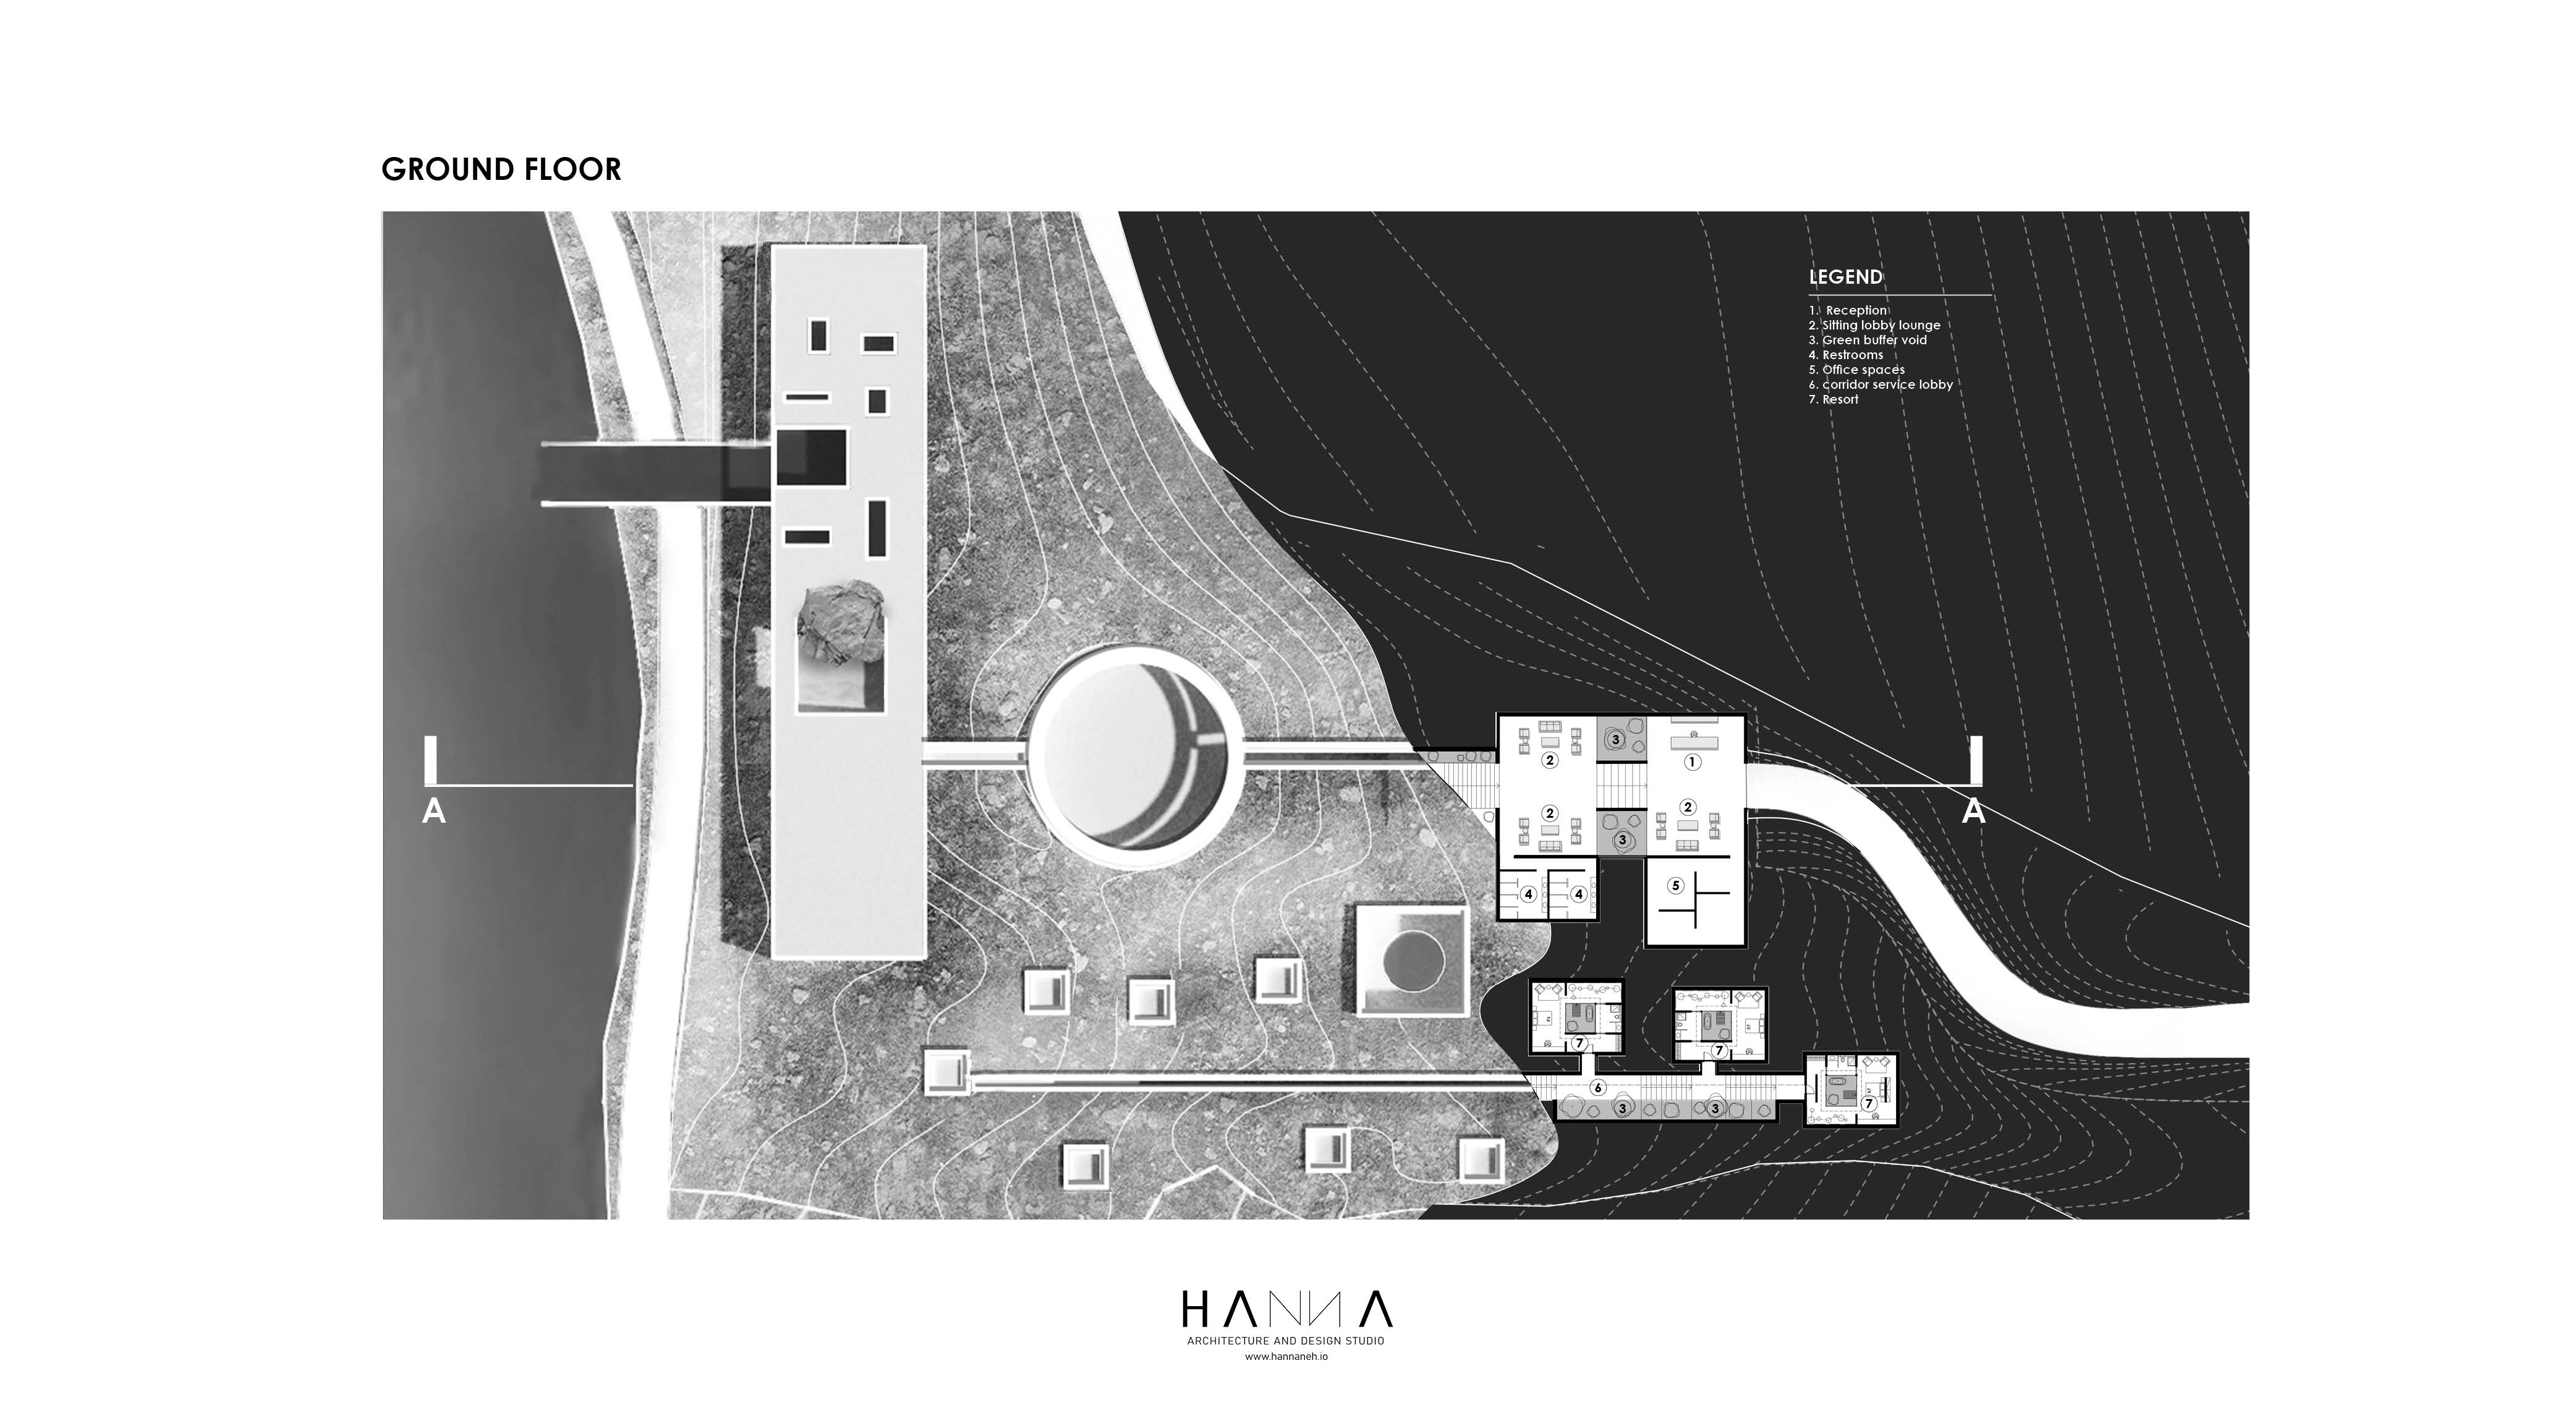 GROUND FLOOR
LEGEND
1. Reception
2. Sitting lobby lounge
3. Green buffer void
4. Restrooms
5. Office spaces
6. corridor service lobby
7. Resort
3
2
1
2
2
3
4
4
5
7
7
6
3
3
7
A
A
HANNA
ARCHITECTURE AND DESIGN STUDIO
www.hannaneh.io